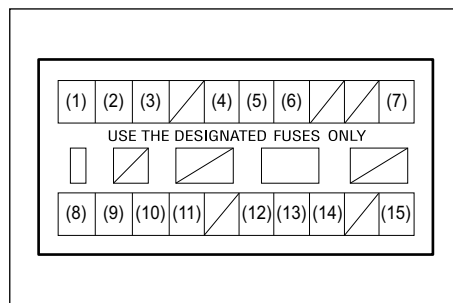 (1) (2) (3) (4) (5) (6) (7)
USE THE DESIGNATED FUSES ONLY
(8) (9) (10) (11) (12) (13) (14) (15)